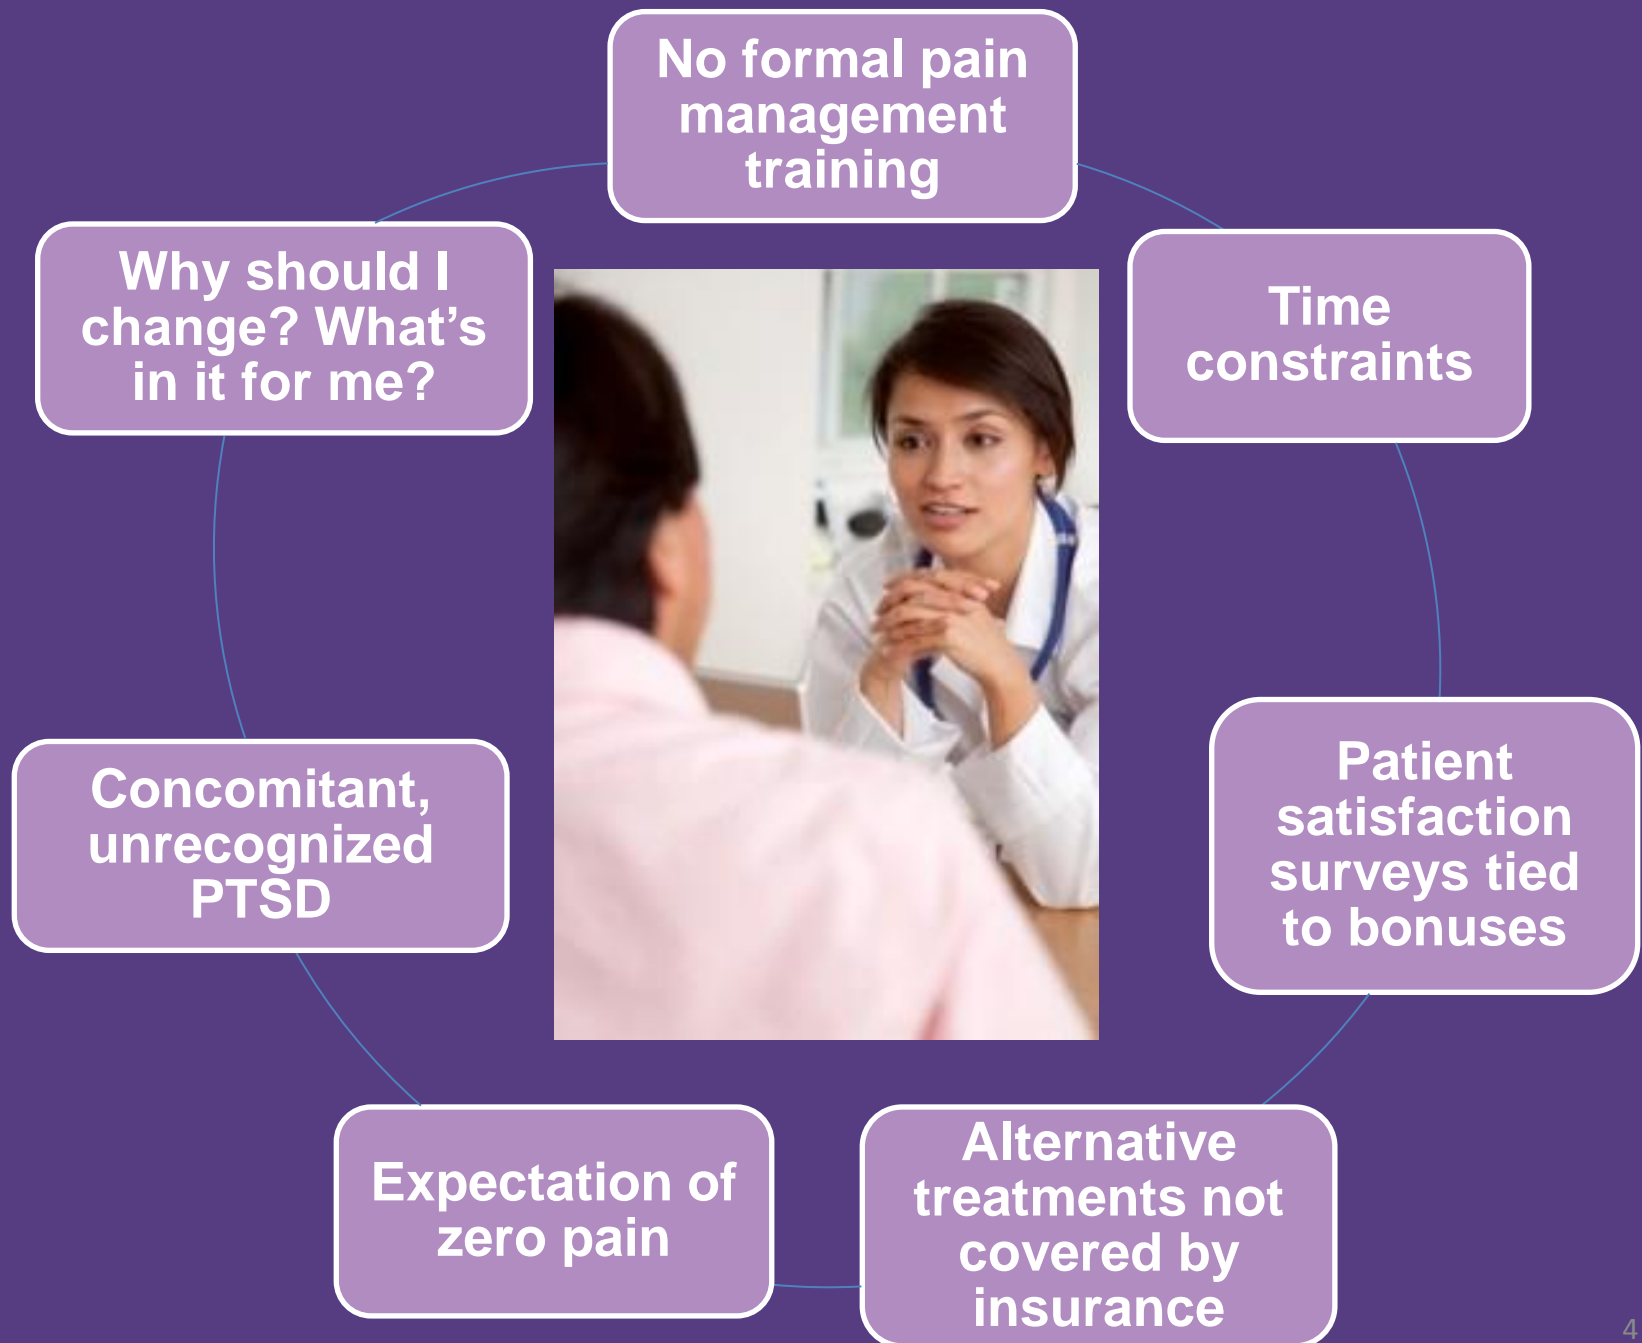 No formal pain
management
training
Time
constraints
Patient
satisfaction
surveys tied
to bonuses
Alternative
treatments not
covered by
insurance
Expectation of
zero pain
Concomitant,
unrecognized
PTSD
Why should I
change? What’s
in it for me?
4